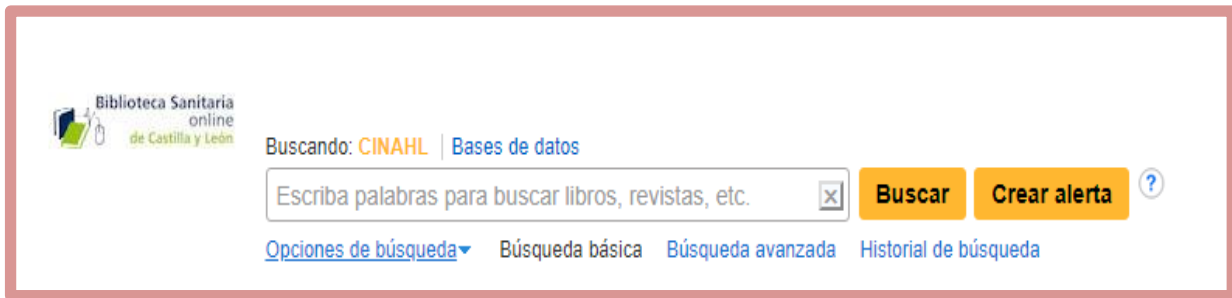 Biblioteca Sanitaria
online
de Castilla y León
Buscando: CINAHL | Bases de datos
Escriba palabras para buscar libros, revistas, etc. x Buscar Crear alerta ?
Opciones de búsqueda Búsqueda básica Búsqueda avanzada Historial de búsqueda